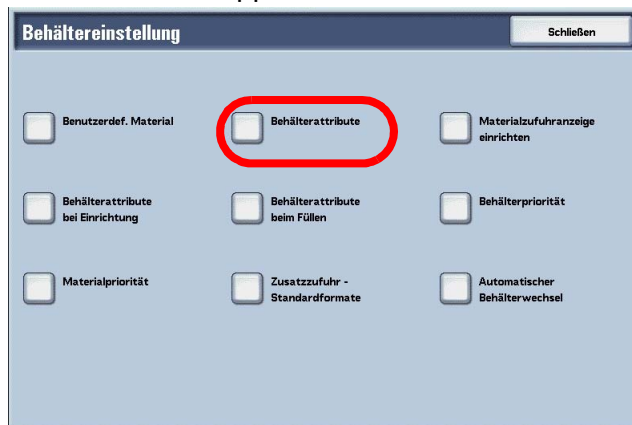 Behältereinstellung
Schließen
Benutzerdef. Material
Behälterattribute
Materialzufuhranzeige
einrichten
Behälterattribute
bei Einrichtung
Behälterattribute
beim Füllen
Behälterpriorität
Materialpriorität
Zusatzzufuhr -
Standardformate
Automatischer
Behälterwechsel